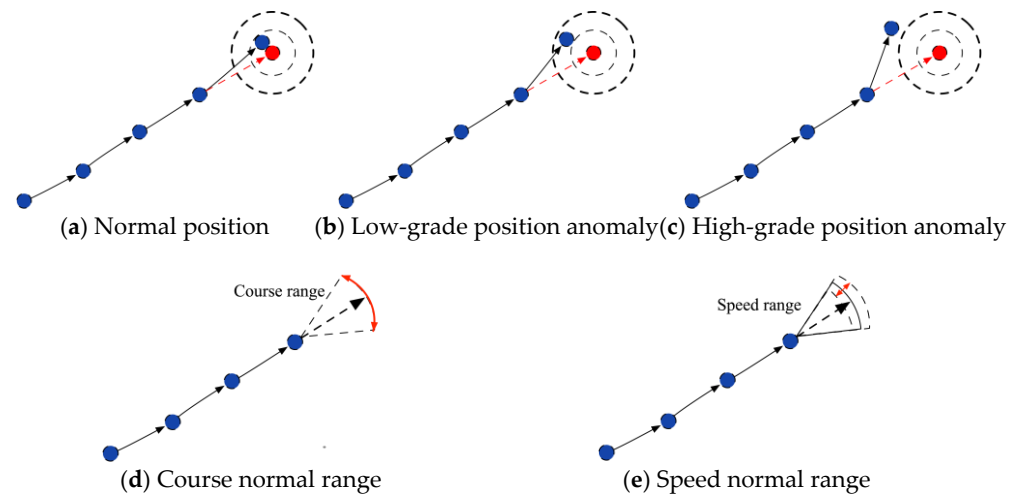 (a) Normal position
(b) Low-grade position anomaly
(c) High-grade position anomaly
Course range
Speed range
(d) Course normal range
(e) Speed normal range